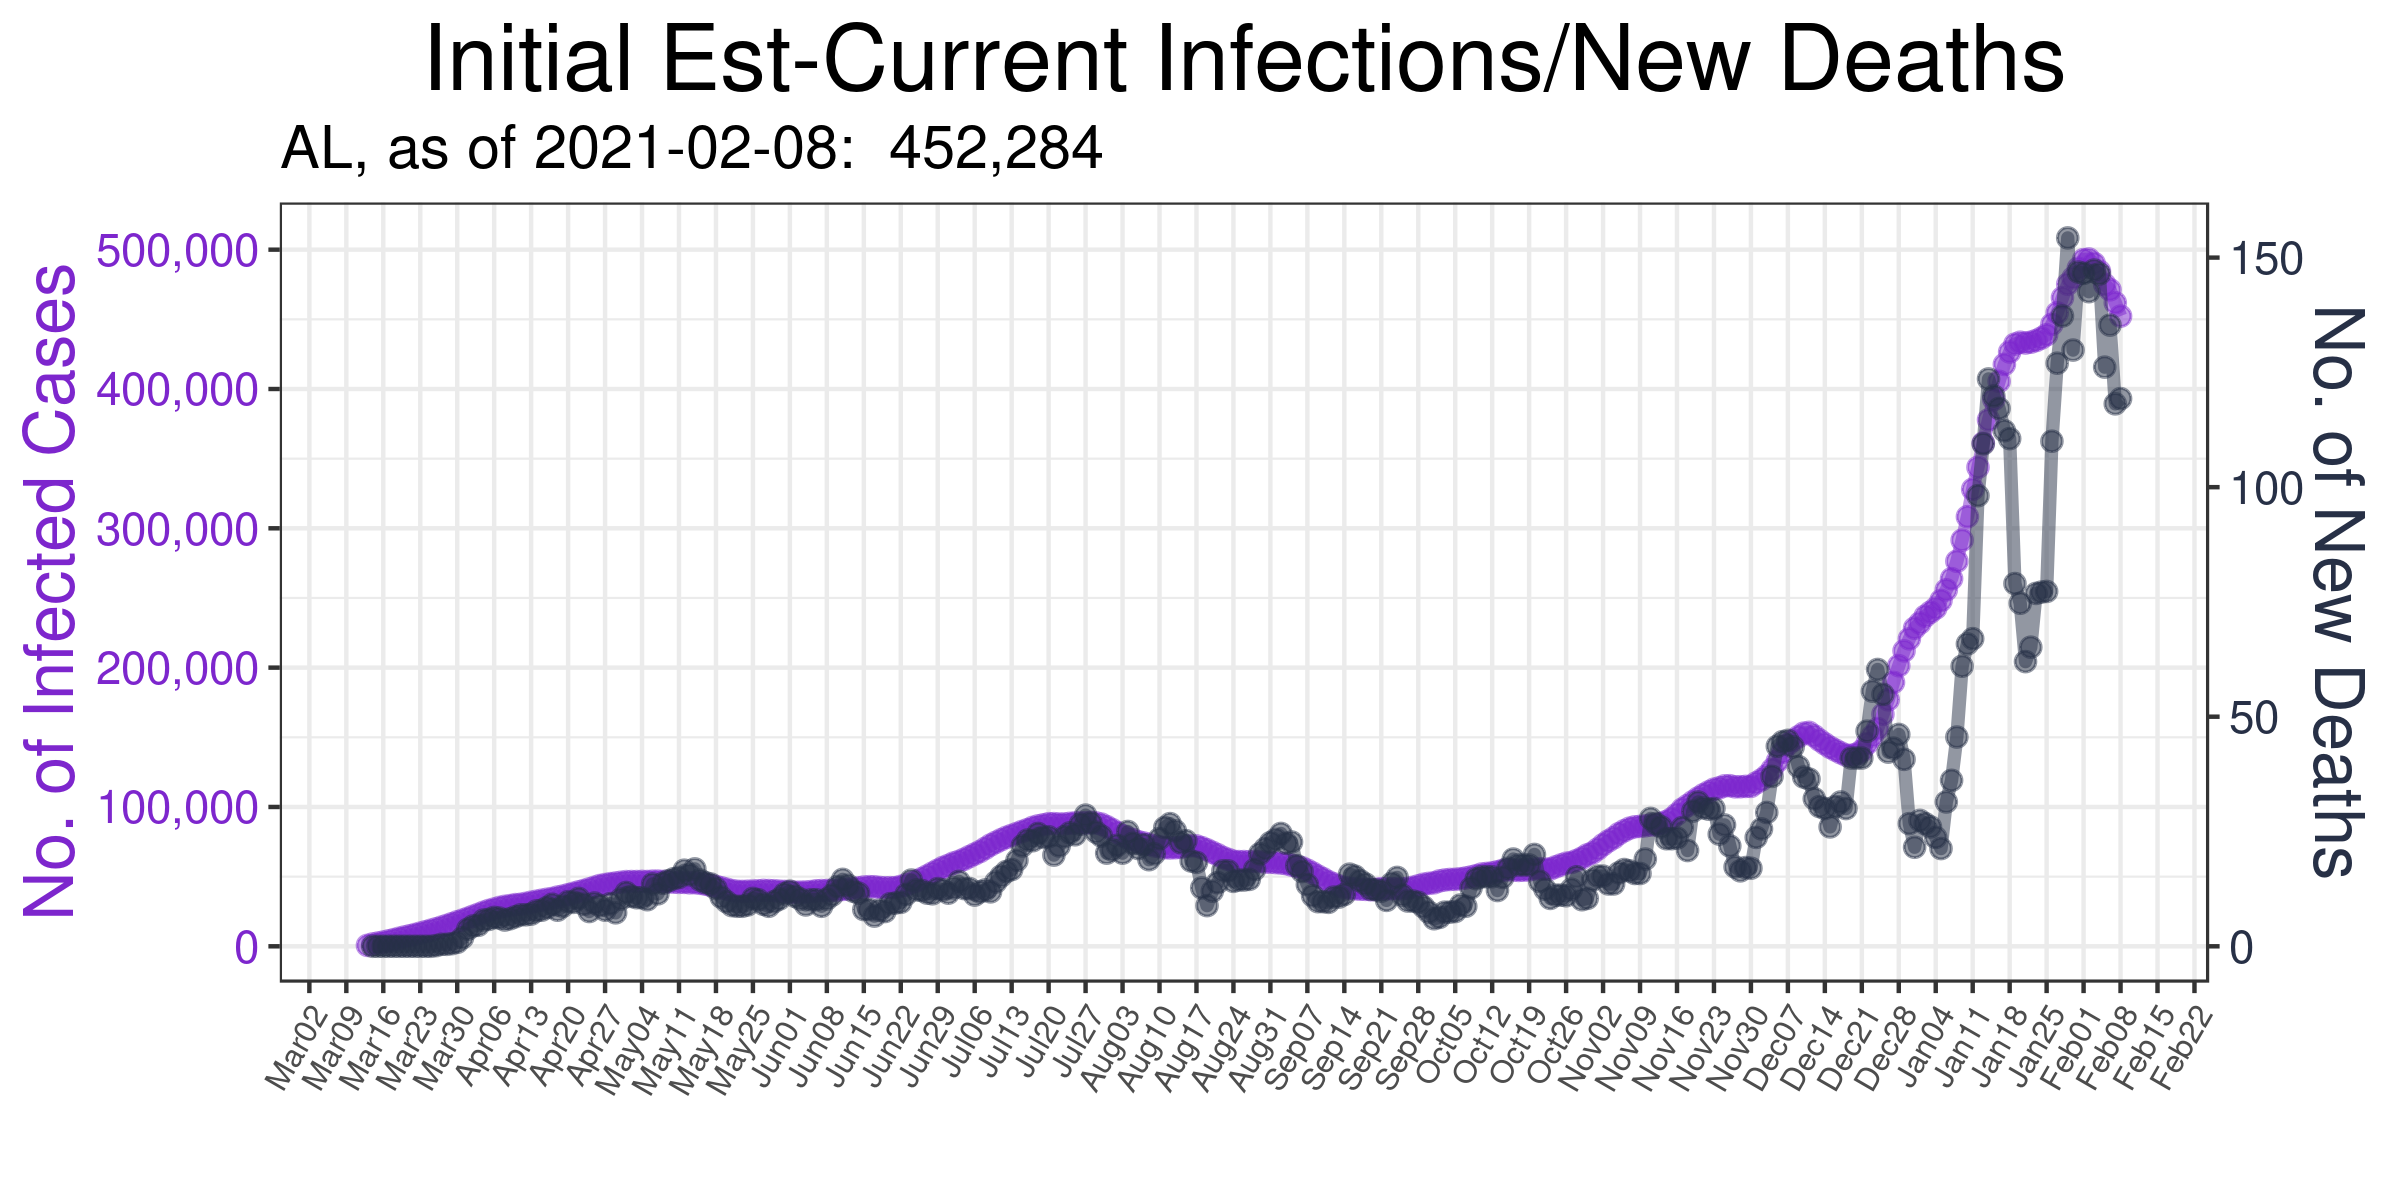 Initial Est-Current Infections/New Deaths
AL, as of 2021-02-08:  452,284
No. of Infected Cases
500,000
400,000
300,000
200,000
100,000
0
150
100
50
0
No. of New Deaths
Mar02
Mar09
Mar16
Mar23
Mar30
Apr06
Apr13
Apr20
Apr27
May04
May11
May18
May25
Jun01
Jun08
Jun15
Jun22
Jun29
Jul06
Jul13
Jul20
Jul27
Aug03
Aug10
Aug17
Aug24
Aug31
Sep07
Sep14
Sep21
Sep28
Oct05
Oct12
Oct19
Oct26
Nov02
Nov09
Nov16
Nov23
Nov30
Dec07
Dec14
Dec21
Dec28
Jan04
Jan11
Jan18
Jan25
Feb01
Feb08
Feb15
Feb22